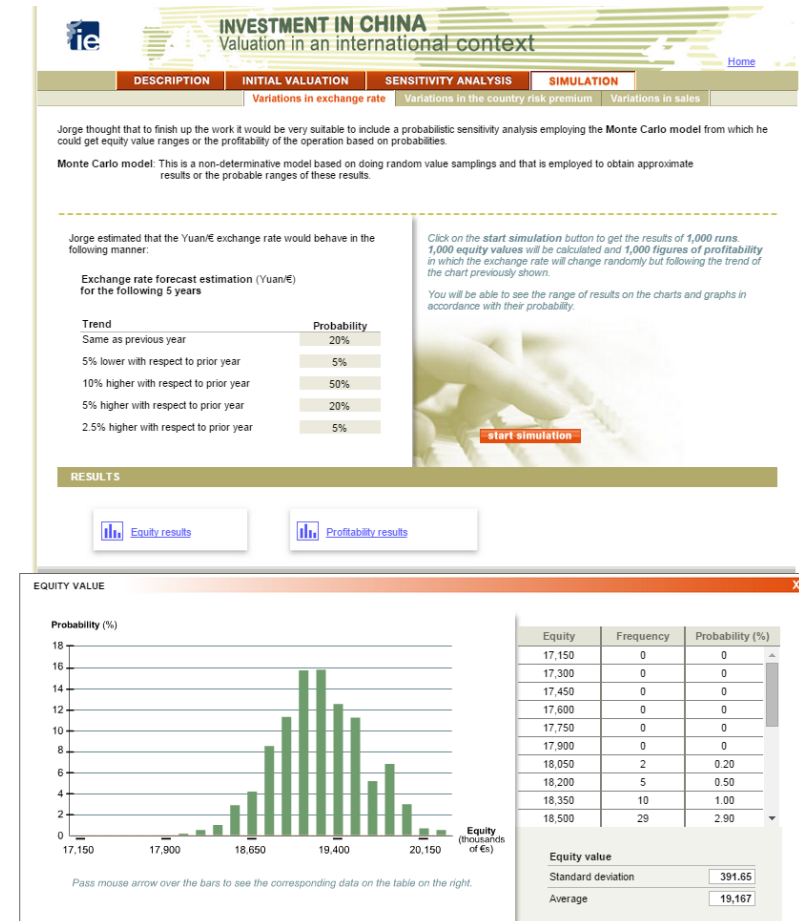 ie
INVESTMENT IN CHINA
Valuation in an international context
Home
DESCRIPTION INITIAL VALUATION SENSITIVITY ANALYSIS SIMULATION
Variations in exchange rate Variations in the country risk premium Variations in sales
Jorge thought that to finish up the work it would be very suitable to include a probabilistic sensitivity analysis employing the Monte Carlo model from which he
could get equity value ranges or the profitability of the operation based on probabilities.
Monte Carlo model: This is a non-determinative model based on doing random value samplings and that is employed to obtain approximate
results or the probable ranges of these results.
Jorge estimated that the Yuan/€ exchange rate would behave in the
following manner:
Exchange rate forecast estimation (Yuan/€)
for the following 5 years
Trend Probability
Same as previous year 20%
5% lower with respect to prior year 5%
10% higher with respect to prior year 50%
5% higher with respect to prior year 20%
2.5% higher with respect to prior year 5%
Click on the start simulation button to get the results of 1,000 runs.
1,000 equity values will be calculated and 1,000 figures of profitability
in which the exchange rate will change randomly but following the trend of
the chart previously shown.
You will be able to see the range of results on the charts and graphs in
accordance with their probability.
start simulation
RESULTS
Equity results Profitability results
EQUITY VALUE X
Probability (%)
18
16
14
12
10
8
6
4
2
0
17,150 17,900 18,650 19,400 20,150
Equity
(thousands
of €s)
Pass mouse arrow over the bars to see the corresponding data on the table on the right.
Equity Frequency Probability (%)
17,150 0 0
17,300 0 0
17,450 0 0
17,600 0 0
17,750 0 0
17,900 0 0
18,050 2 0.20
18,200 5 0.50
18,350 10 1.00
18,500 29 2.90
Equity value
Standard deviation 391.65
Average 19,167